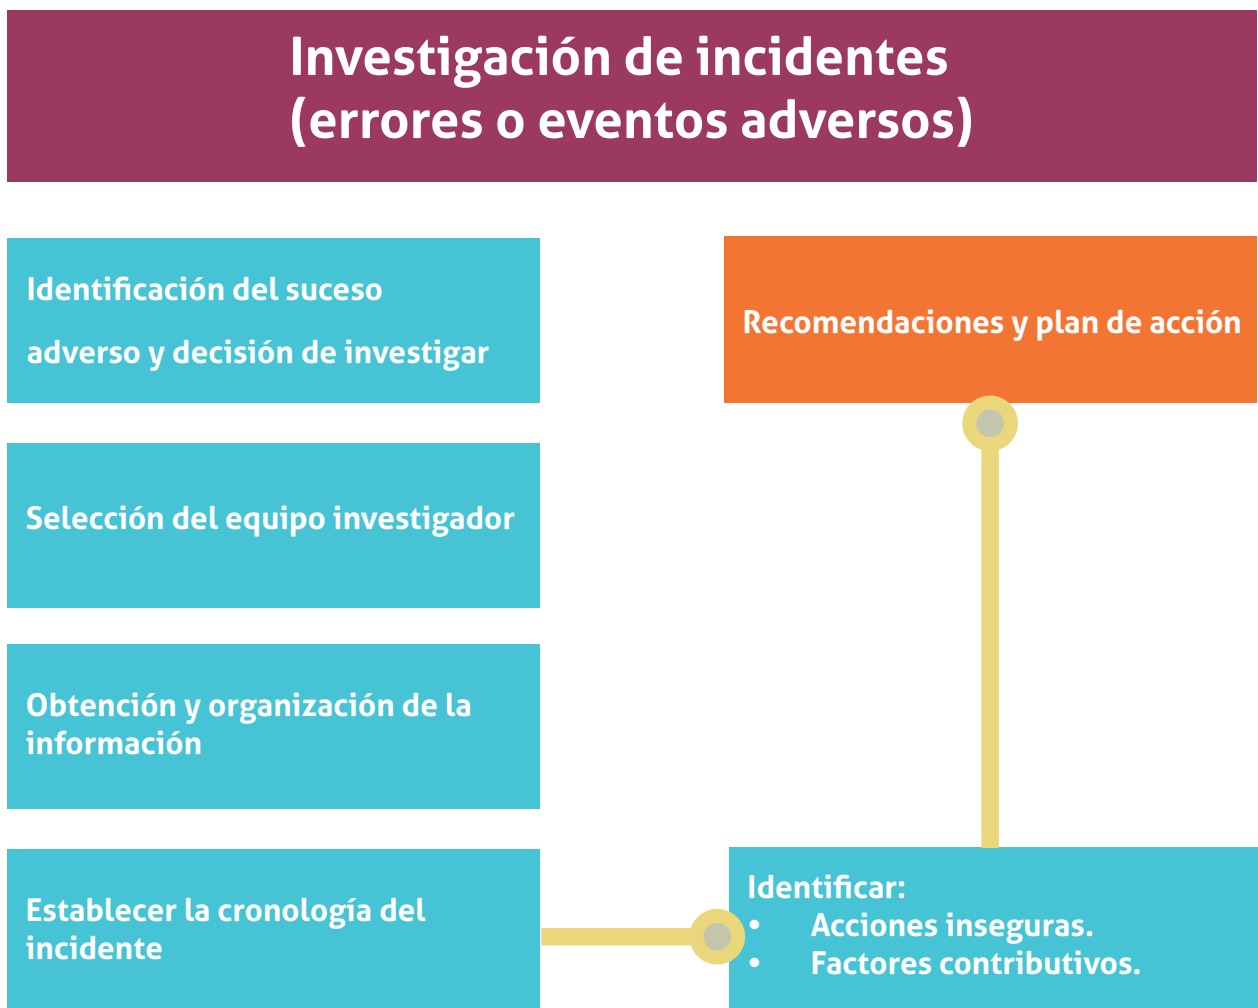 Investigación de incidentes
(errores o eventos adversos)
Identificación del suceso
adverso y decisión de investigar
Selección del equipo investigador
Obtención y organización de la
información
Establecer la cronología del
incidente
Identificar:
• Acciones inseguras.
• Factores contributivos.
Recomendaciones y plan de acción